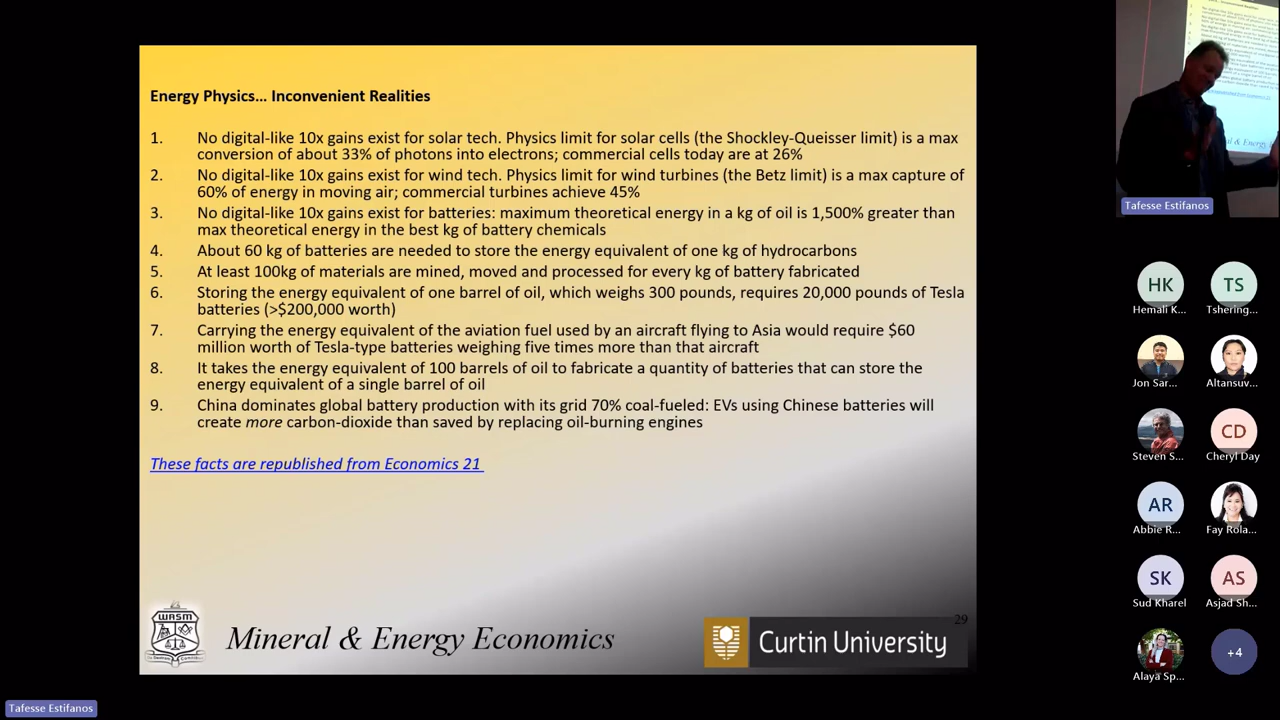 Energy Physics… Inconvenient Realities
1. No digital-like 10x gains exist for solar tech. Physics limit for solar cells (the Shockley-Queisser limit) is a max
conversion of about 33% of photons into electrons; commercial cells today are at 26%
2. No digital-like 10x gains exist for wind tech. Physics limit for wind turbines (the Betz limit) is a max capture of
60% of energy in moving air; commercial turbines achieve 45%
3. No digital-like 10x gains exist for batteries: maximum theoretical energy in a kg of oil is 1,500% greater than
max theoretical energy in the best kg of battery chemicals
4. About 60 kg of batteries are needed to store the energy equivalent of one kg of hydrocarbons
5. At least 100kg of materials are mined, moved and processed for every kg of battery fabricated
6. Storing the energy equivalent of one barrel of oil, which weighs 300 pounds, requires 20,000 pounds of Tesla
batteries (>$200,000 worth)
7. Carrying the energy equivalent of the aviation fuel used by an aircraft flying to Asia would require $60
million worth of Tesla-type batteries weighing five times more than that aircraft
8. It takes the energy equivalent of 100 barrels of oil to fabricate a quantity of batteries that can store the
energy equivalent of a single barrel of oil
9. China dominates global battery production with its grid 70% coal-fueled: EVs using Chinese batteries will
create more carbon-dioxide than saved by replacing oil-burning engines
These facts are republished from Economics 21
29
WASM
Mineral & Energy Economics
Curtin University
Tafesse Estifanos
HK
TS
Hemali K...
Tshering...
Jon Sar...
Altansuv...
CD
Steven S...
Cheryl Day
AR
Abbie R...
Fay Rola...
SK
AS
Sud Kharel
Asjad Sh...
+4
Alaya Sp...
Tafesse Estifanos